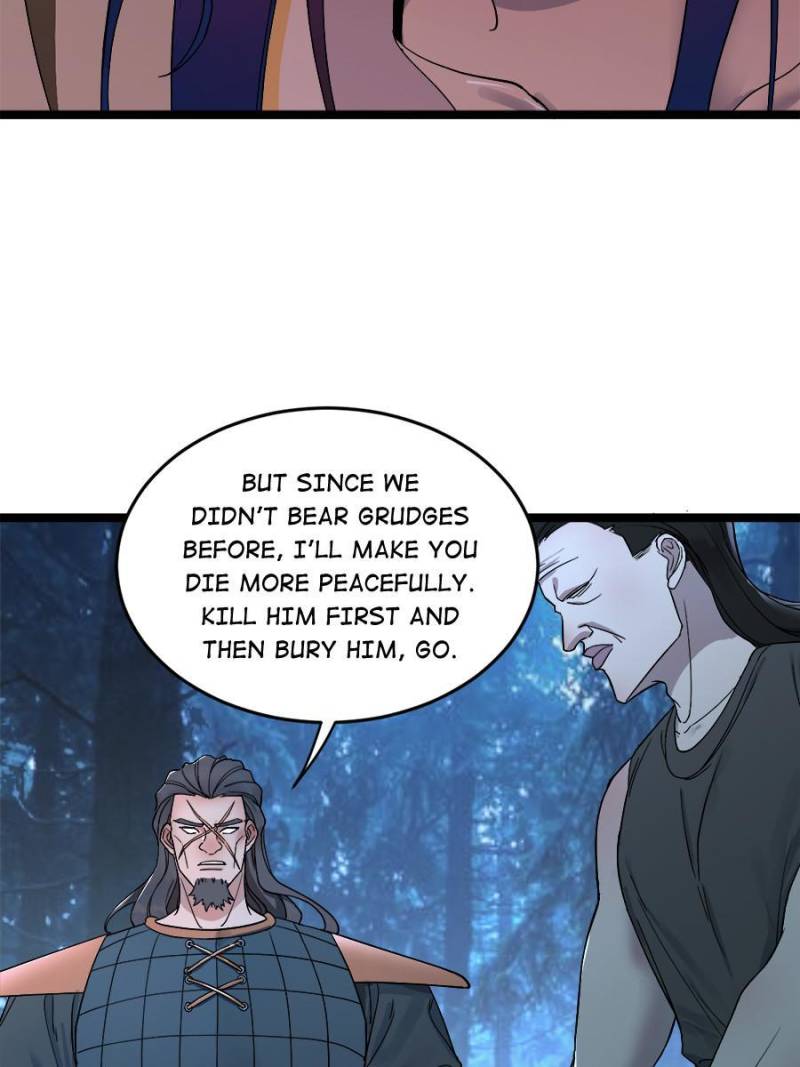 BUT SINCE WE
DIDN'T BEAR GRUDGES
BEFORE, I'LL MAKE YOU
DIE MORE PEACEFULLY.
KILL HIM FIRST AND
THEN BURY HIM, GO.